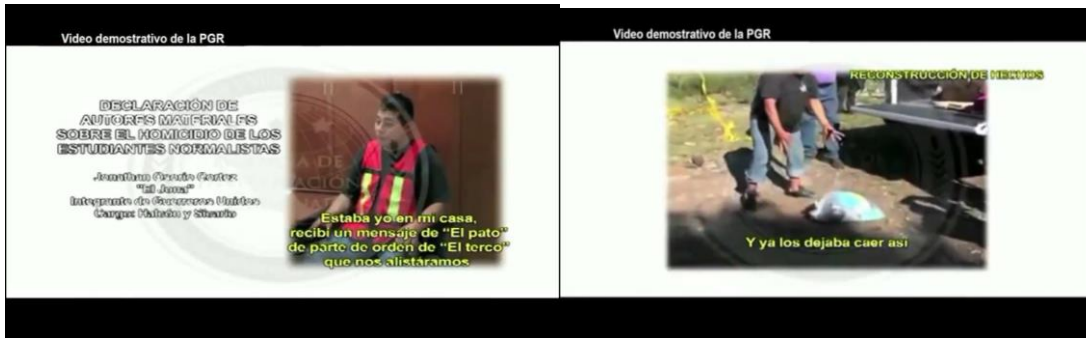 Video demostrativo de la PGR
DECLARACIÓN DE
AUTORES MATERIALES
SOBRE EL HOMICIDIO DE LOS
ESTUDIANTES NORMALISTAS
Jonathan Osorio Cortez
"El Jona"
Integrante de Guerreros Unidos
Cargo: Halcón y Sicario
Estaba yo en mi casa,
recibí un mensaje de "El pato"
de parte de orden de "El terco"
que nos alistáramos
Video demostrativo de la PGR
RECONSTRUCCIÓN DE HECHOS
Y ya los dejaba caer así